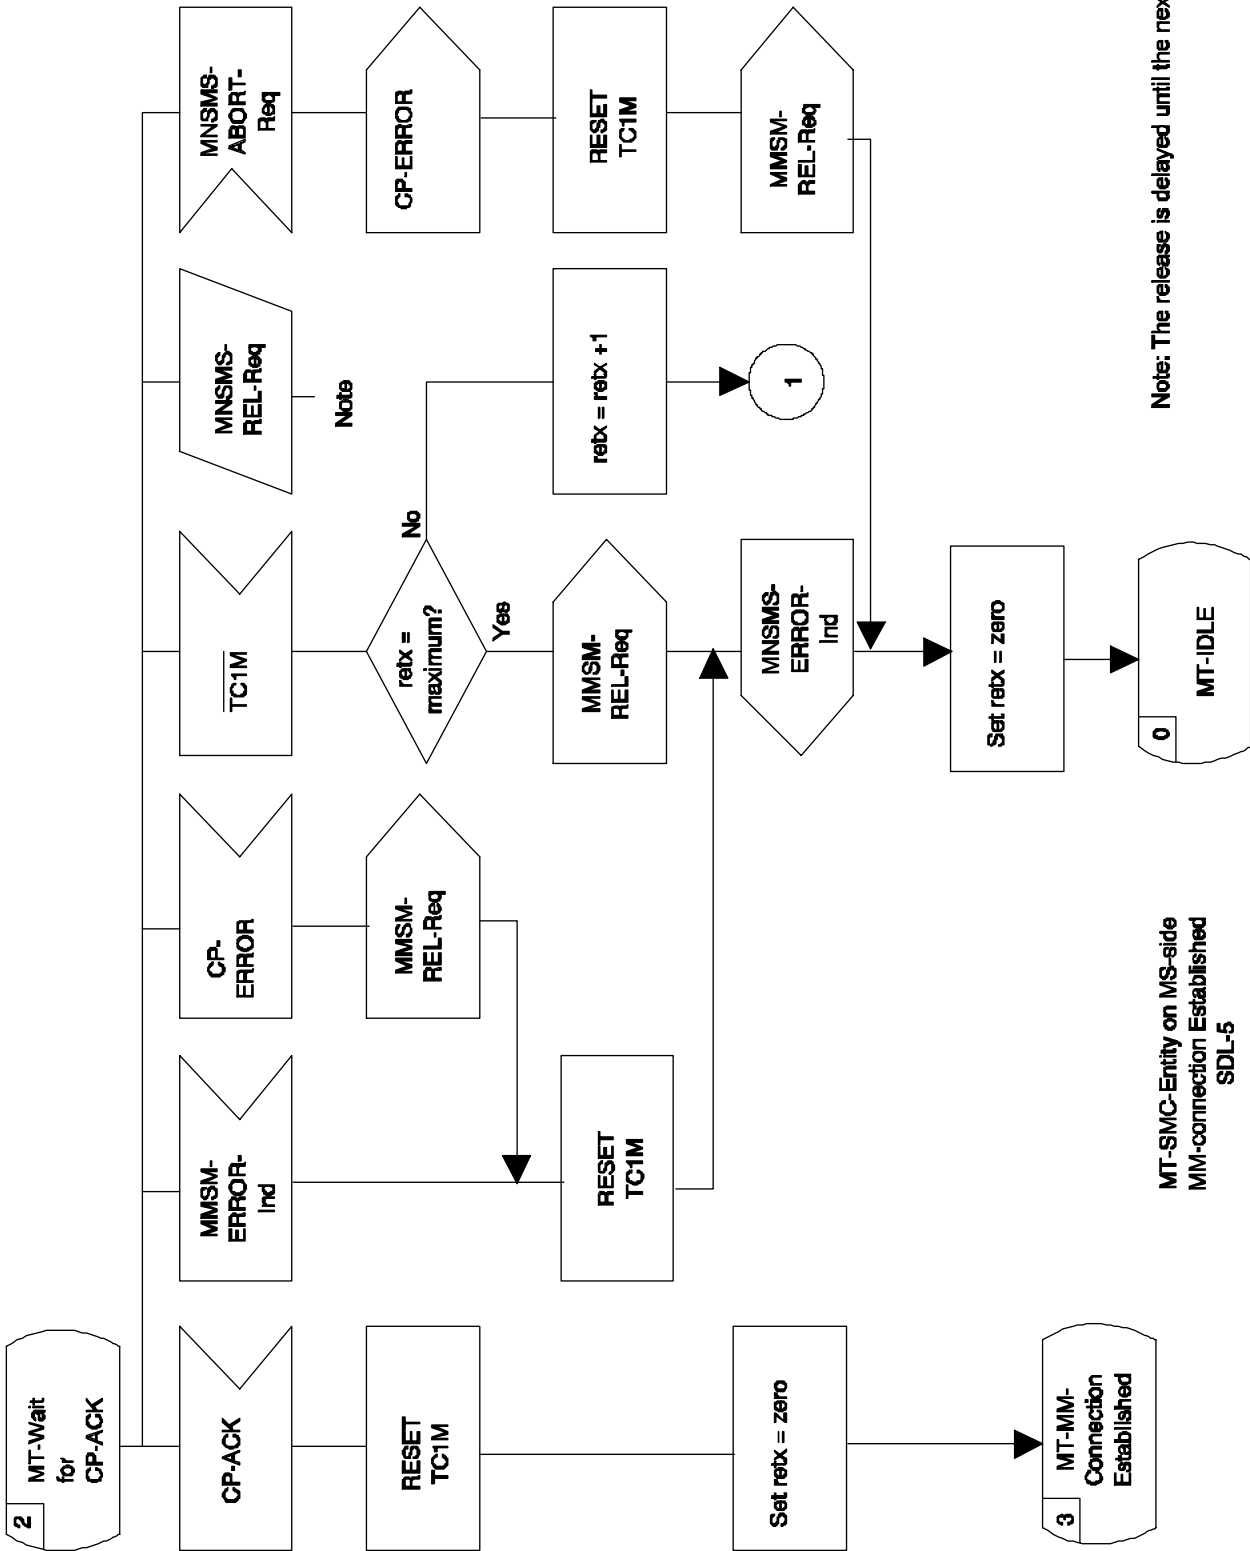 2
MT-Wait
for
CP-ACK
CP-ACK
MMSM-
ERROR-
Ind
CP-
ERROR
TC1M
MNSMS-
REL-Req
MNSMS-
ABORT-
Req
RESET
TC1M
MMSM-
REL-Req
retx =
maximum?
No
Yes
Note
CP-ERROR
RESET
TC1M
MMSM-
REL-Req
retx = retx +1
RESET
TC1M
Set retx = zero
MNSMS-
ERROR-
Ind
1
MMSM-
REL-Req
Set retx = zero
3
MT-MM-
Connection
Established
0
MT-IDLE
MT-SMC-Entity on MS-side
MM-connection Established
SDL-5
Note: The release is delayed until the nex